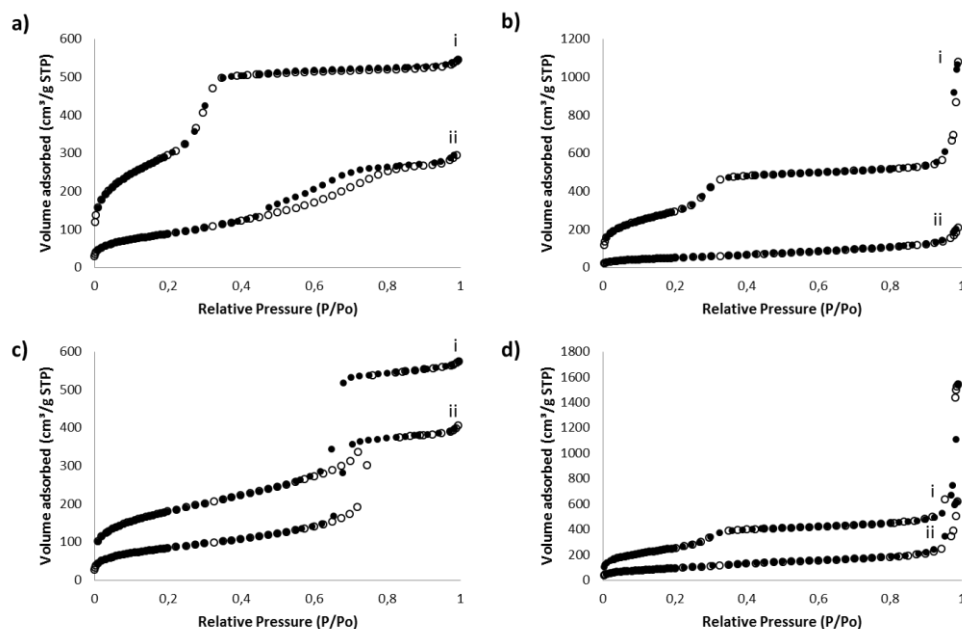 a)
Volume adsorbed (cm³/g STP)
600
500
400
300
200
100
0
i
ii
0 0,2 0,4 0,6 0,8 1
Relative Pressure (P/Po)
b)
Volume adsorbed (cm³/g STP)
1200
1000
800
600
400
200
0
i
ii
0 0,2 0,4 0,6 0,8 1
Relative Pressure (P/Po)
c)
Volume adsorbed (cm³/g STP)
600
500
400
300
200
100
0
i
ii
0 0,2 0,4 0,6 0,8 1
Relative Pressure (P/Po)
d)
Volume adsorbed (cm³/g STP)
1800
1600
1400
1200
1000
800
600
400
200
0
i
ii
0 0,2 0,4 0,6 0,8 1
Relative Pressure (P/Po)